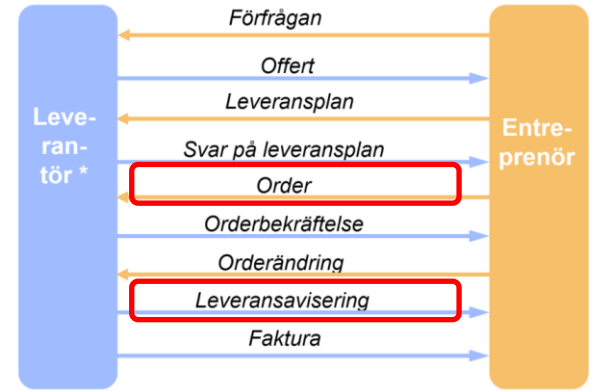 Förfrågan
Offert
Leveransplan
Leve-
ran-
tör *
Entre-
prenör
Svar på leveransplan
Order
Orderbekräftelse
Orderändring
Leveransavisering
Faktura